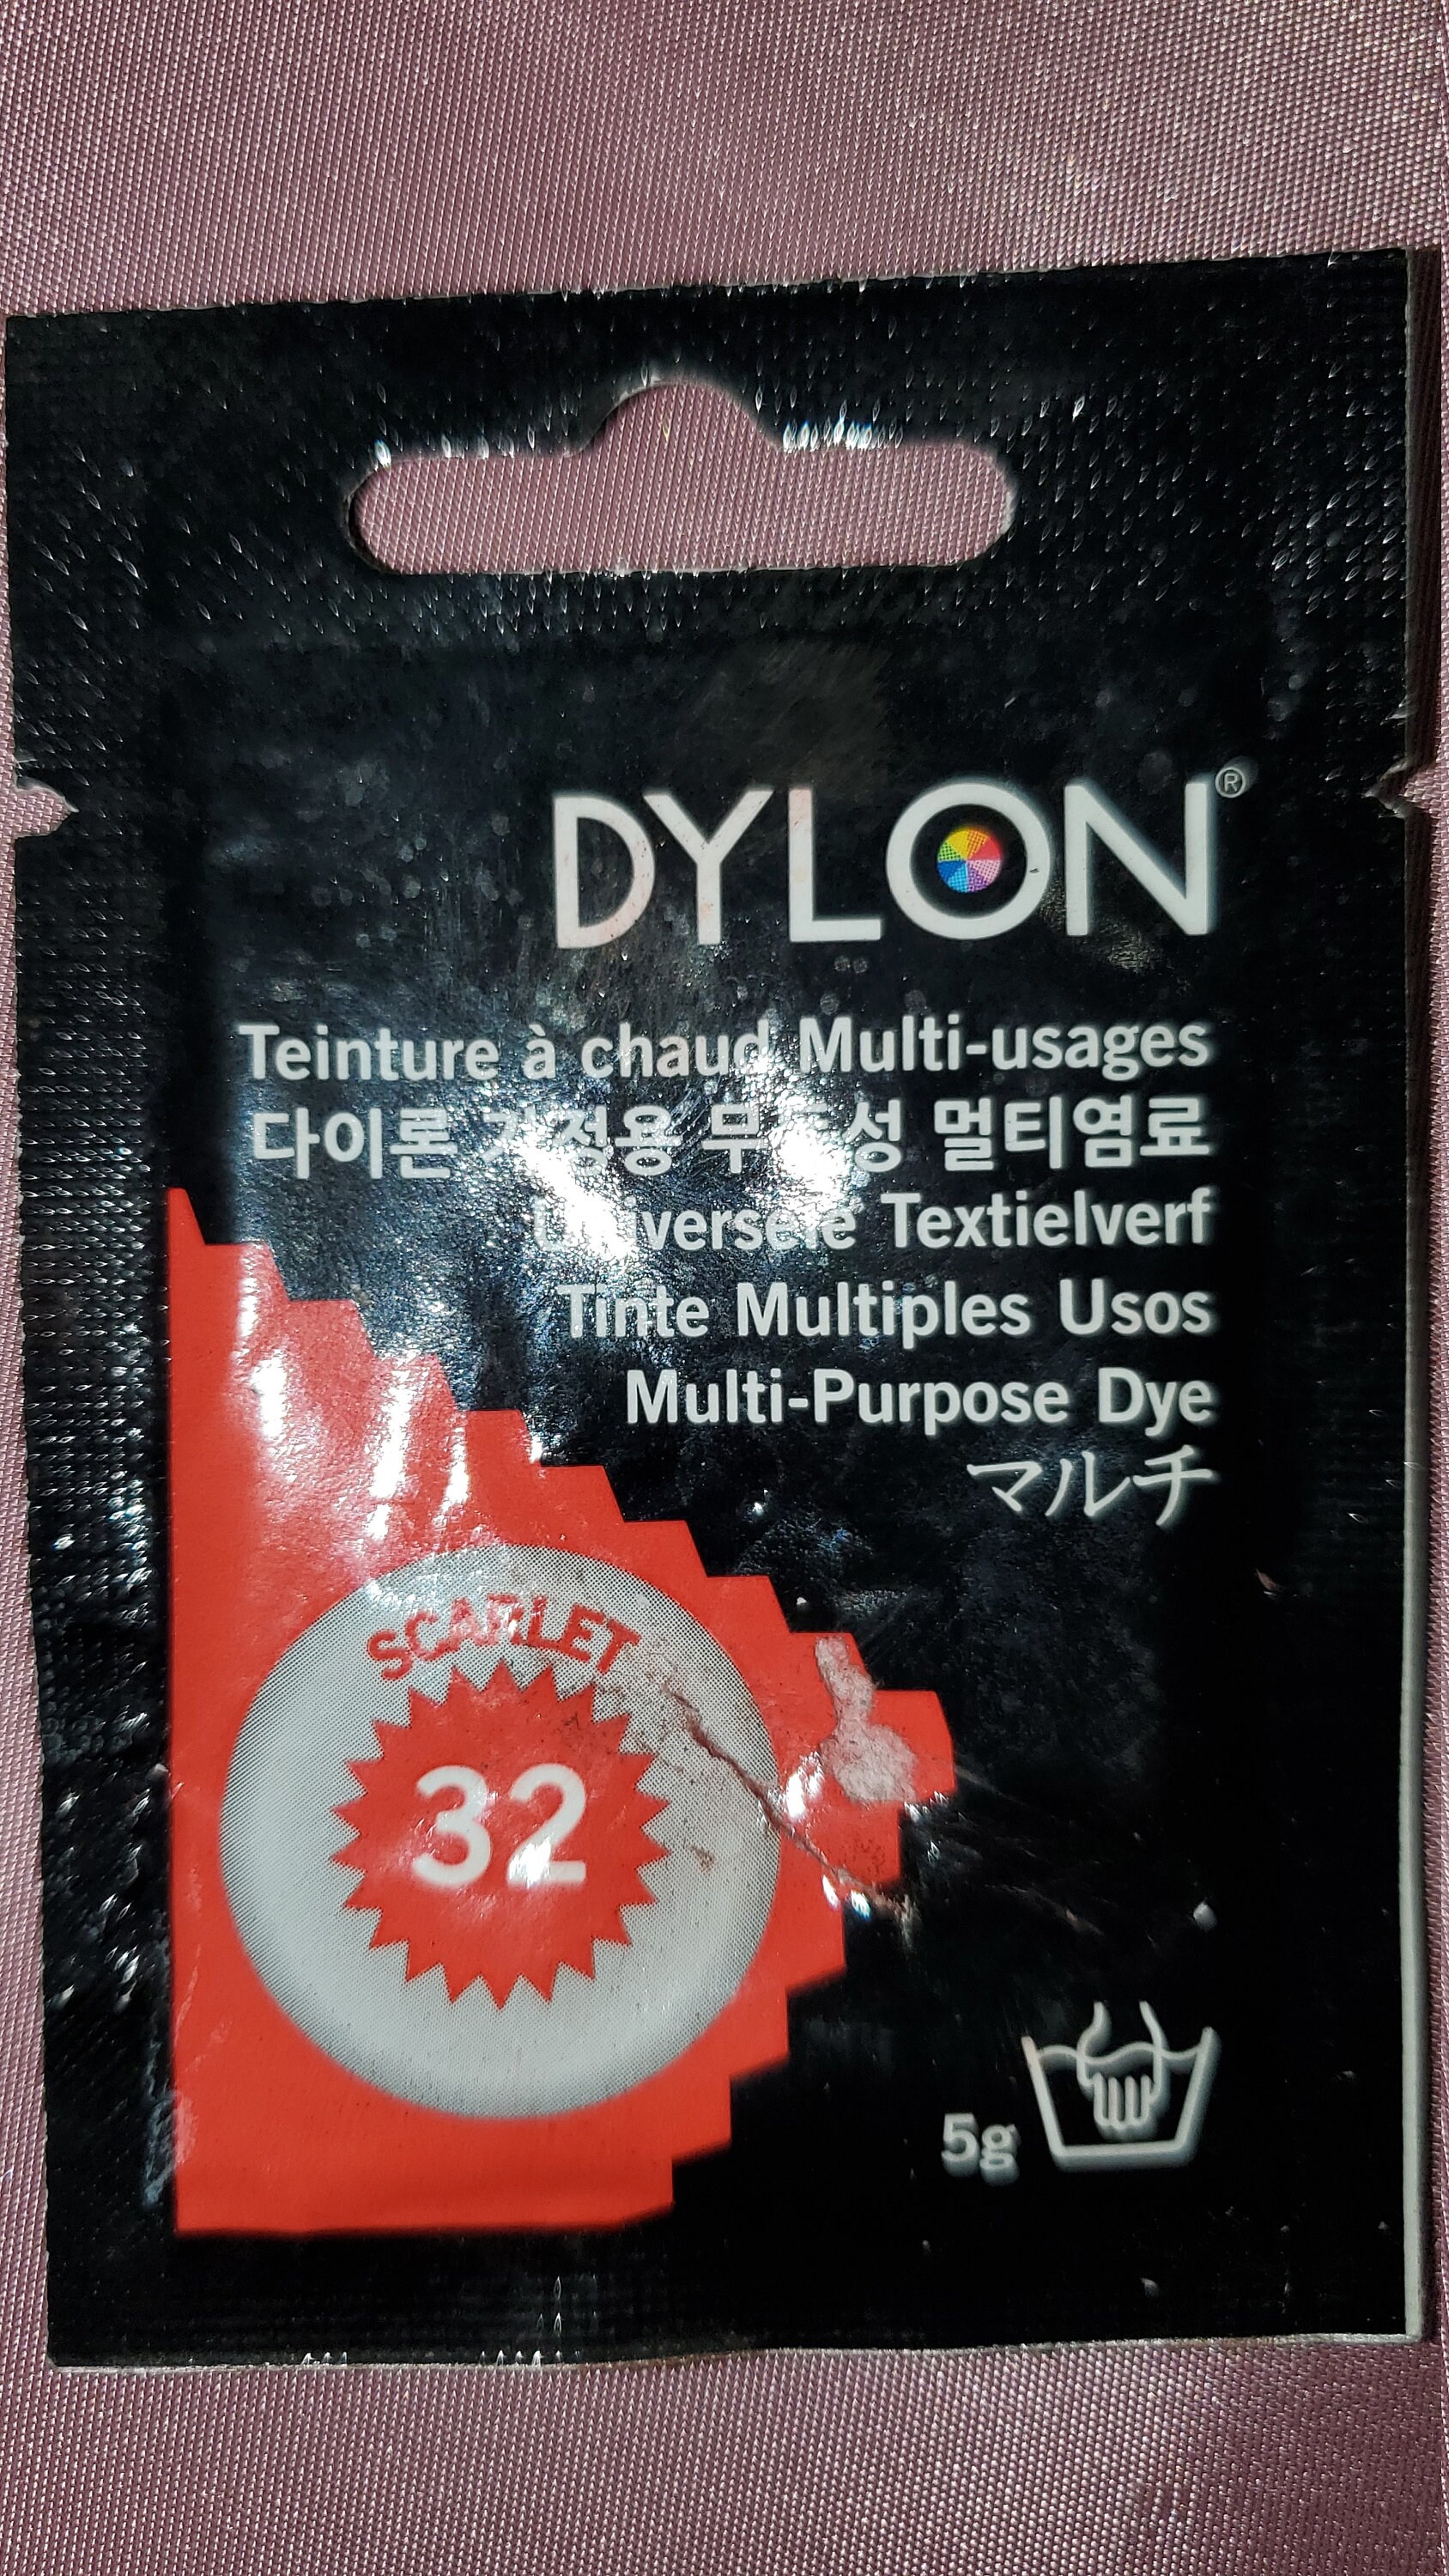 DYLON®
Teinture à chaud Multi-usages
다이론 멀티염료
Universele Textielverf
Tinte Multiples Usos
Multi-Purpose Dye
マルチ
SCARLET
32
5g